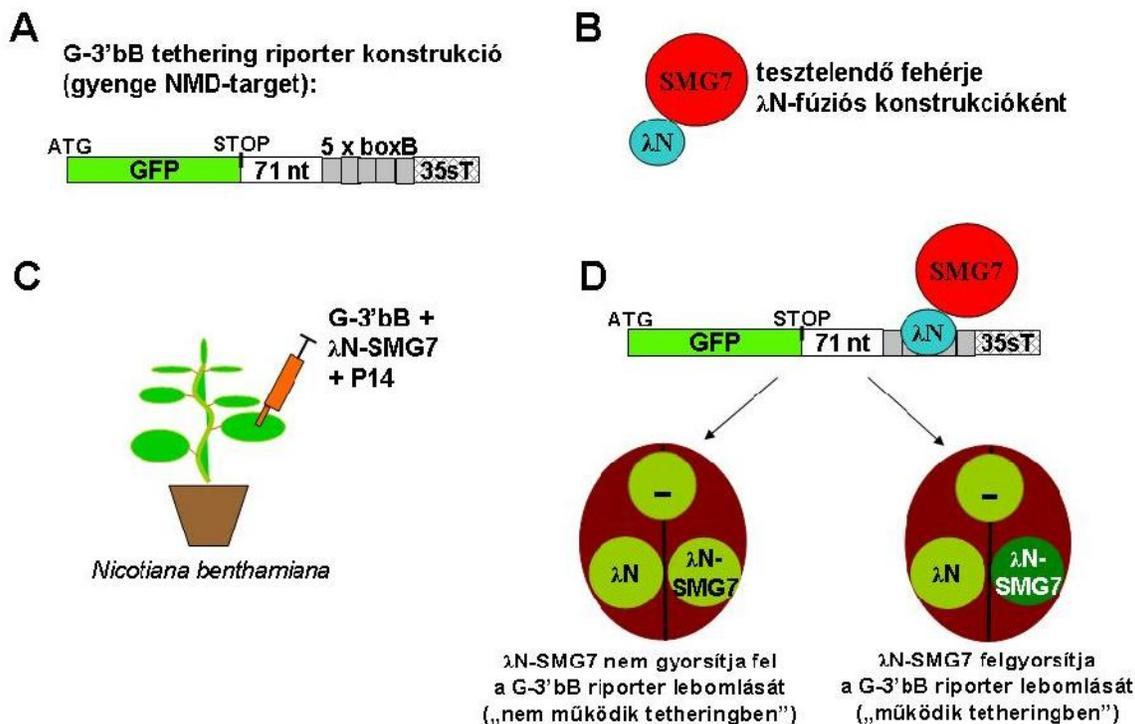 A
G-3'bB tethering riporter konstrukció
(gyenge NMD-target):
ATG
STOP
5 x boxB
GFP
71 nt
35sT
B
SMG7
λN
tesztelendő fehérje
λN-fúziós konstrukcióként
C
G-3'bB +
λN-SMG7
+ P14
Nicotiana benthamiana
D
SMG7
λN
ATG
STOP
GFP
71 nt
35sT
–
λN
λN-
SMG7
–
λN
λN-
SMG7
λN-SMG7 nem gyorsítja fel
a G-3'bB riporter lebomlását
(„nem működik tetheringben”)
λN-SMG7 felgyorsítja
a G-3'bB riporter lebomlását
(„működik tetheringben”)